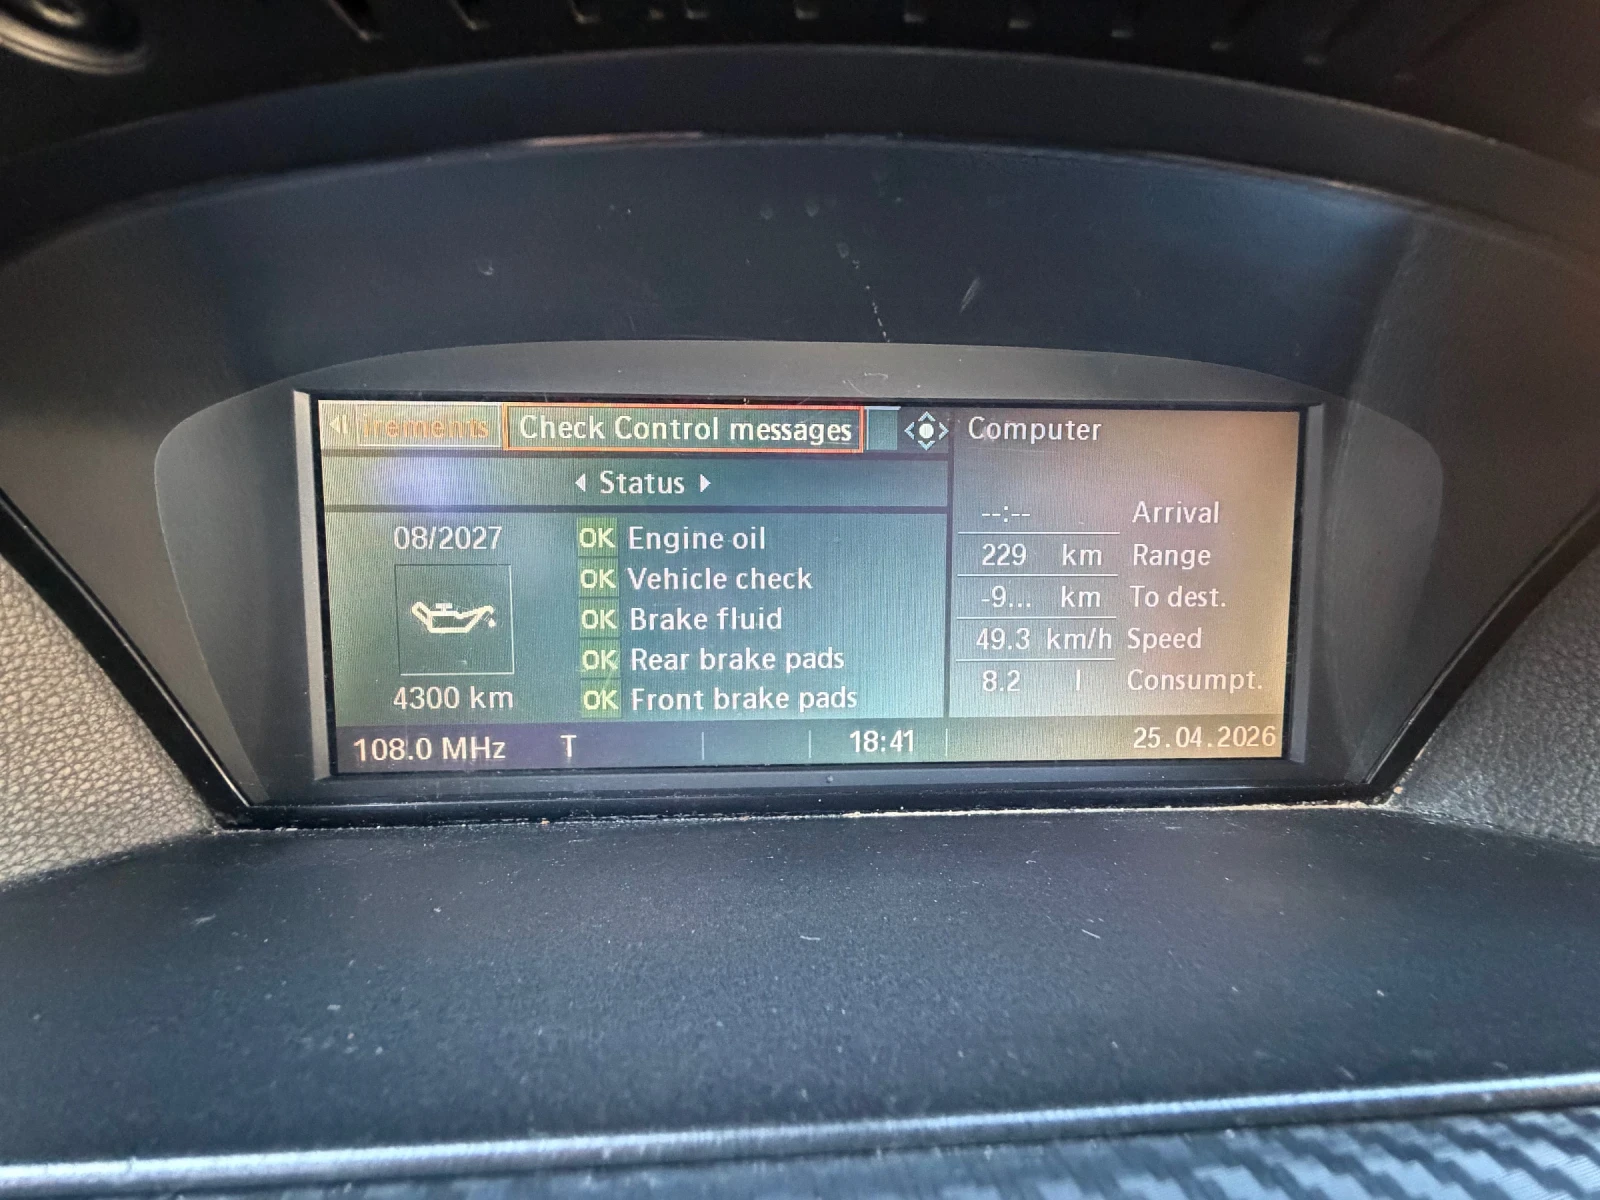 Check Control messages
Computer
Status
08/2027
OK Engine oil
OK Vehicle check
OK Brake fluid
OK Rear brake pads
OK Front brake pads
4300 km
--:-- Arrival
229 km Range
-9... km To dest.
49.3 km/h Speed
8.2 l Consumpt.
108.0 MHz T 18:41 25.04.2026